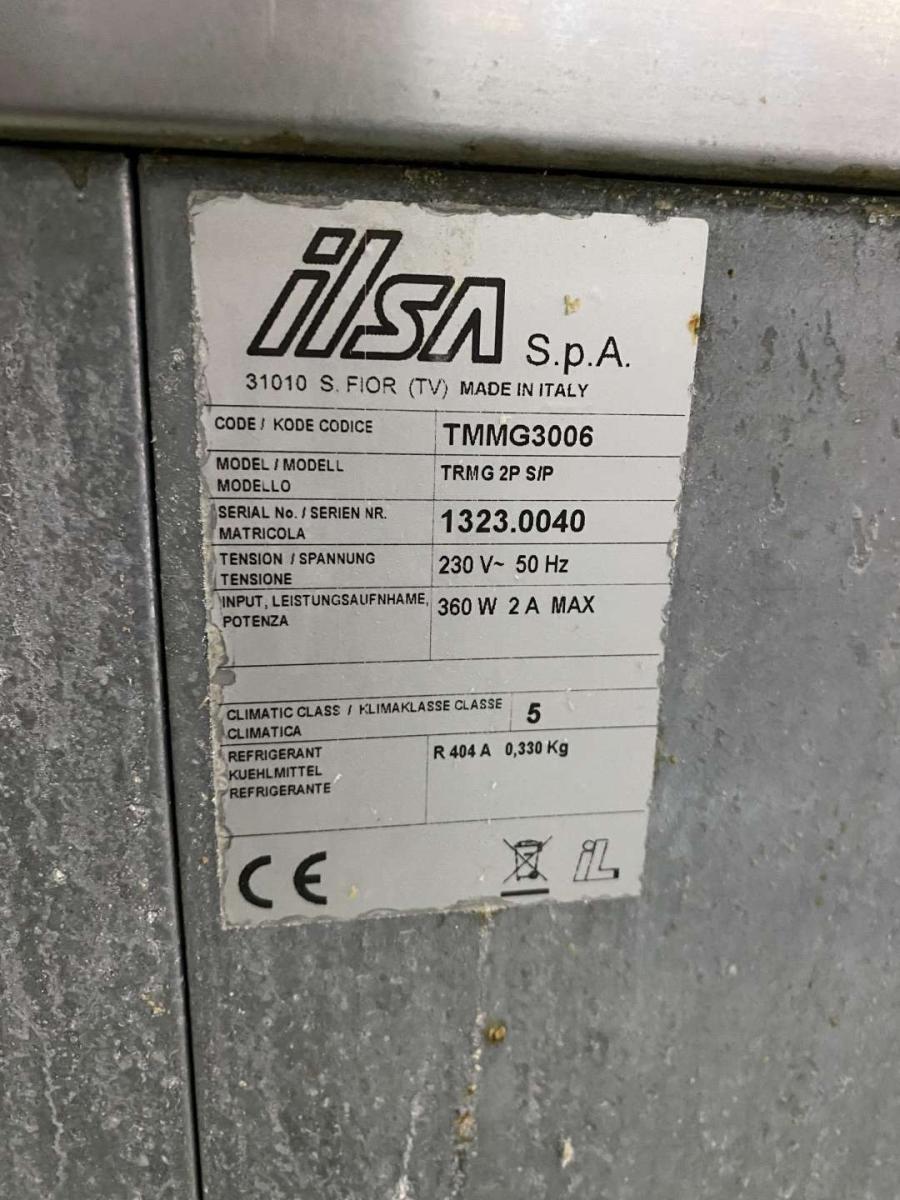 ilsa S.p.A.
31010 S. FIOR (TV) MADE IN ITALY
CODE / KODE CODICE TMMG3006
MODEL / MODELL
MODELLO TRMG 2P S/P
SERIAL No. / SERIEN NR.
MATRICOLA 1323.0040
TENSION / SPANNUNG
TENSIONE 230 V~ 50 Hz
INPUT, LEISTUNGSAUFNHAME, 360 W 2 A MAX
POTENZA
CLIMATIC CLASS / KLIMAKLASSE CLASSE 5
CLIMATICA
REFRIGERANT R 404 A 0,330 Kg
KUEHLMITTEL
REFRIGERANTE
CE iL